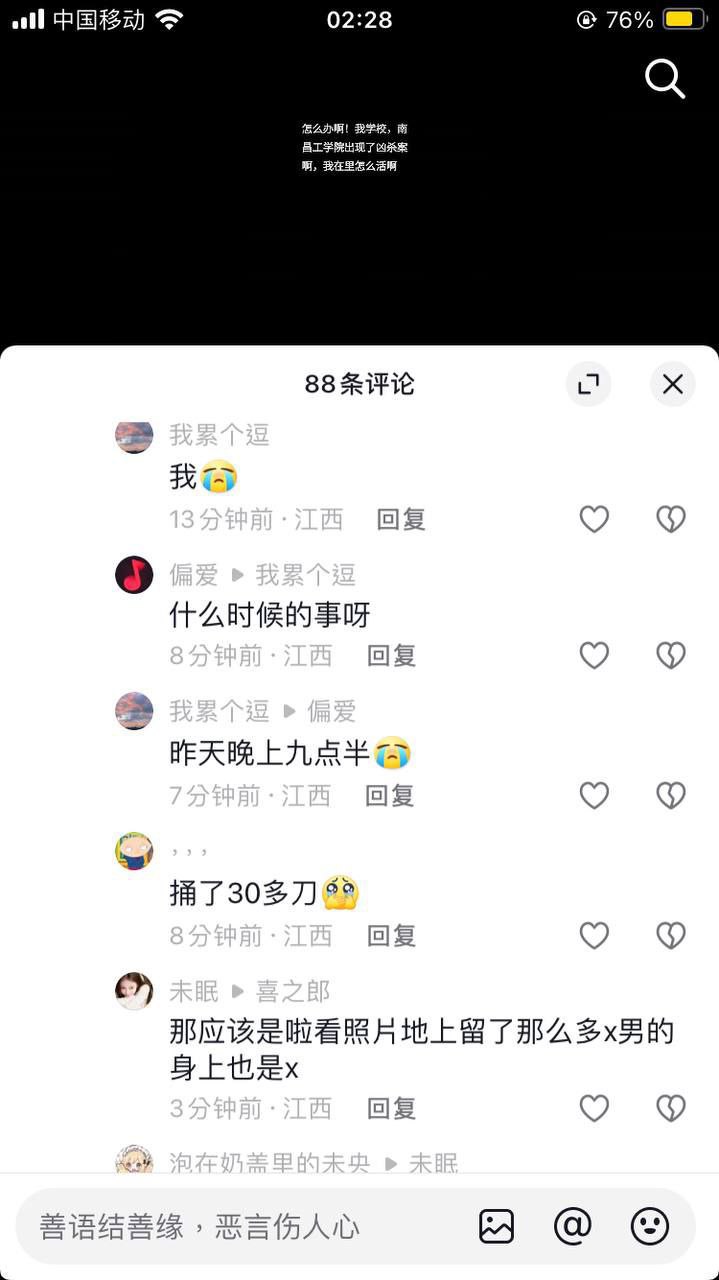 中国移动 02:28 76%
怎么办啊！我学校，南
昌工学院出现了凶杀案
啊，我在里怎么活啊
88条评论
我累个逗
我😭
13分钟前 · 江西 回复
偏爱 ▶ 我累个逗
什么时候的事呀
8分钟前 · 江西 回复
我累个逗 ▶ 偏爱
昨天晚上九点半😭
7分钟前 · 江西 回复
，，，
捅了30多刀🥹
8分钟前 · 江西 回复
未眠 ▶ 喜之郎
那应该是啦看照片地上留了那么多x男的
身上也是x
3分钟前 · 江西 回复
泡在奶盖里的未央 ▶ 未眠
善语结善缘，恶言伤人心